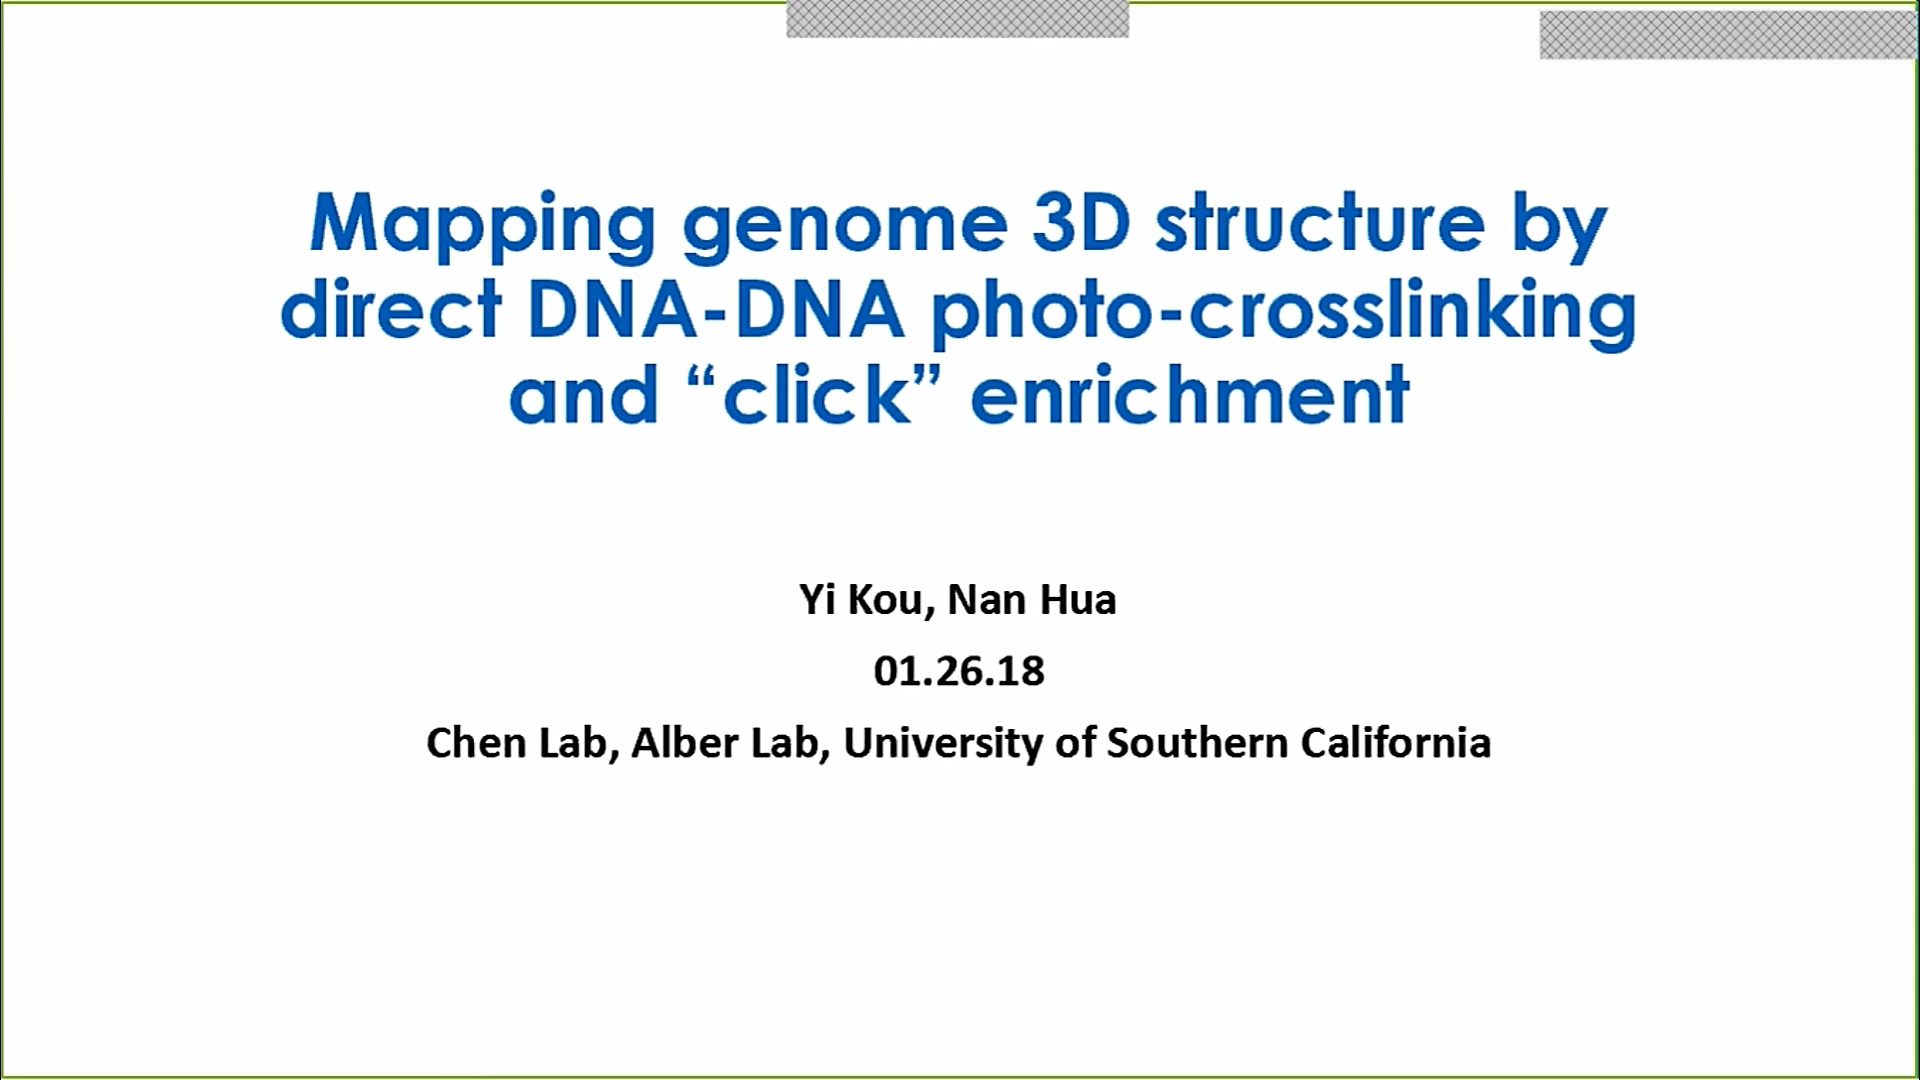 Mapping genome 3D structure by
direct DNA-DNA photo-crosslinking
and “click” enrichment
Yi Kou, Nan Hua
01.26.18
Chen Lab, Alber Lab, University of Southern California